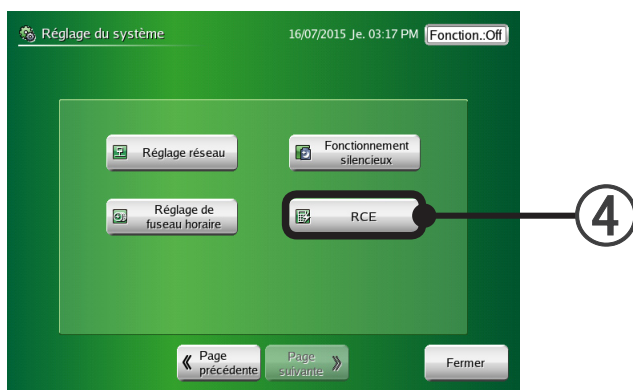 Réglage du système
16/07/2015 Je. 03:17 PM
Fonction.:Off
Réglage réseau
Fonctionnement
silencieux
Réglage de
fuseau horaire
RCE
④
« Page
précédente
Page
suivante »
Fermer